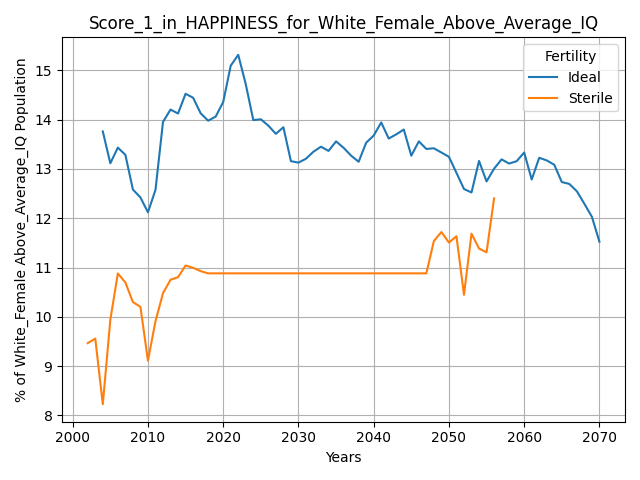 Score_1_in_HAPPINESS_for_White_Female_Above_Average_IQ
% of White_Female Above_Average_IQ Population
15
14
13
12
11
10
9
8
Fertility
Ideal
Sterile
2000 2010 2020 2030 2040 2050 2060 2070
Years